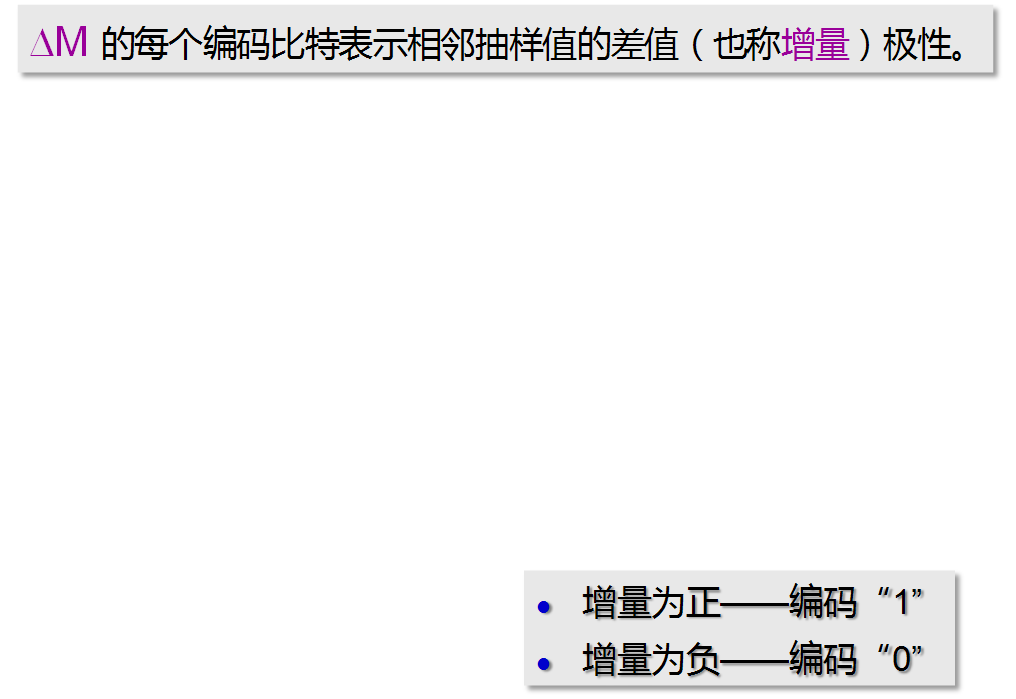 ΔM 的每个编码比特表示相邻抽样值的差值（也称增量）极性。
• 增量为正——编码“1”
• 增量为负——编码“0”